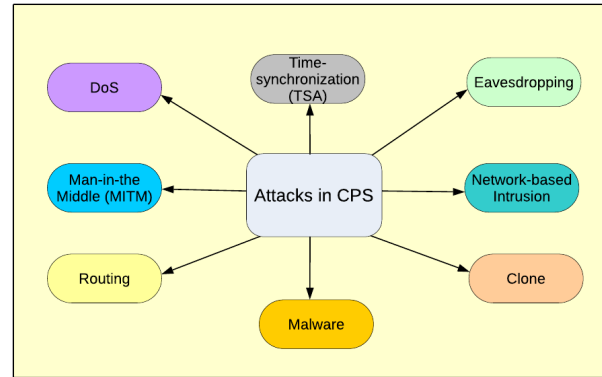 Time-
synchronization
(TSA)
DoS
Eavesdropping
Man-in-the
Middle (MITM)
Attacks in CPS
Network-based
Intrusion
Routing
Clone
Malware